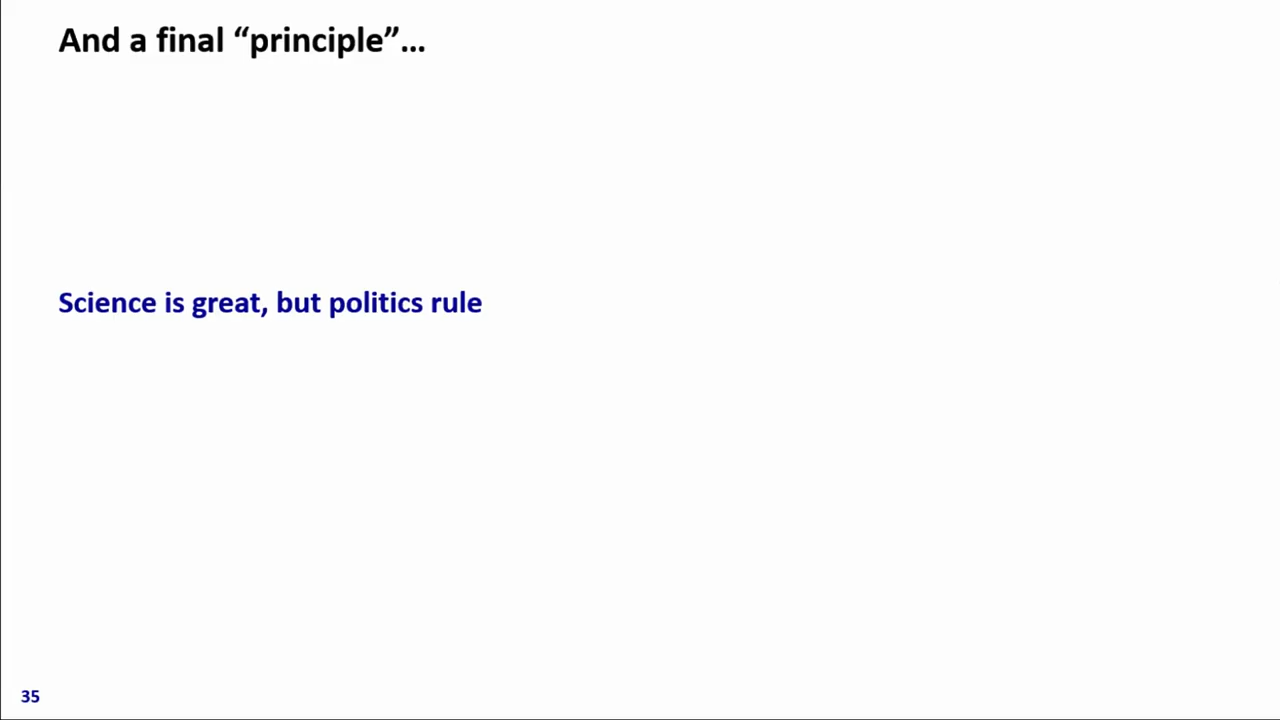 And a final “principle”…
Science is great, but politics rule
35